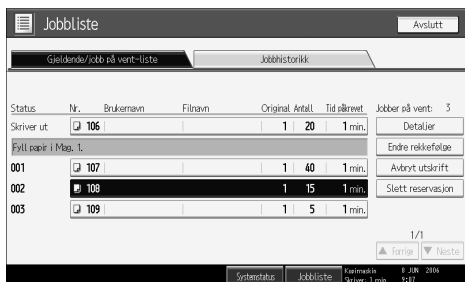 Jobbliste
Avslutt
Gjeldende/jobb på vent-liste
Jobbhistorikk
Status Nr. Brukernavn Filnavn Original Antall Tid påkrevet Jobber på vent: 3
Skriver ut 106 1 20 1 min. Detaljer
Fyll papir i Mag. 1. Endre rekkefølge
001 107 1 40 1 min. Avbryt utskrift
002 108 1 15 1 min. Slett reservasjon
003 109 1 5 1 min.
1/1
▲ Forrige ▼ Neste
Systemstatus Jobbliste Kopimaskin 8 JUN 2006
Skriver: 1 min 9:07